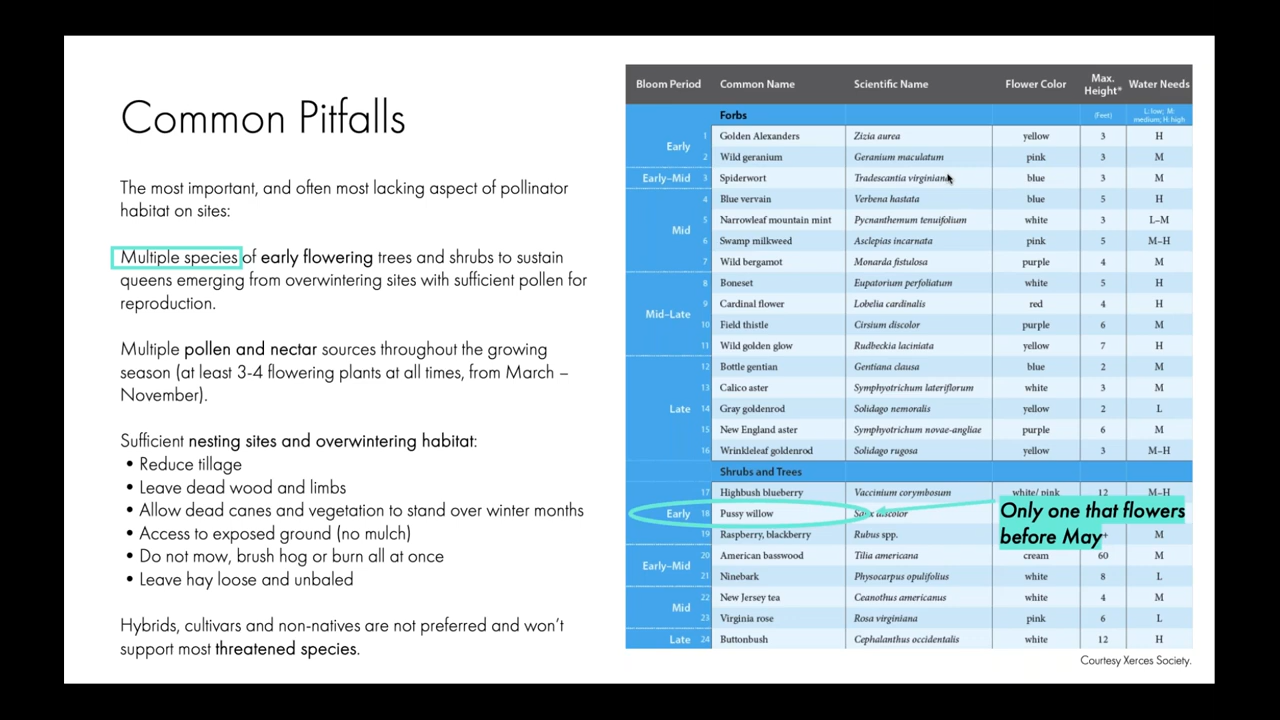 Common Pitfalls
The most important, and often most lacking aspect of pollinator
habitat on sites:
Multiple species of early flowering trees and shrubs to sustain
queens emerging from overwintering sites with sufficient pollen for
reproduction.
Multiple pollen and nectar sources throughout the growing
season (at least 3-4 flowering plants at all times, from March –
November).
Sufficient nesting sites and overwintering habitat:
• Reduce tillage
• Leave dead wood and limbs
• Allow dead canes and vegetation to stand over winter months
• Access to exposed ground (no mulch)
• Do not mow, brush hog or burn all at once
• Leave hay loose and unbaled
Hybrids, cultivars and non-natives are not preferred and won't
support most threatened species.
Bloom Period Common Name Scientific Name Flower Color Max. Height* Water Needs
Forbs (Feet) L: low; M: medium; H: high
Early
1 Golden Alexanders Zizia aurea yellow 3 H
2 Wild geranium Geranium maculatum pink 3 M
Early–Mid 3 Spiderwort Tradescantia virginiana blue 3 M
Mid
4 Blue vervain Verbena hastata blue 5 H
5 Narrowleaf mountain mint Pycnanthemum tenuifolium white 3 L–M
6 Swamp milkweed Asclepias incarnata pink 5 M–H
7 Wild bergamot Monarda fistulosa purple 4 M
Mid–Late
8 Boneset Eupatorium perfoliatum white 5 H
9 Cardinal flower Lobelia cardinalis red 4 H
10 Field thistle Cirsium discolor purple 6 M
11 Wild golden glow Rudbeckia laciniata yellow 7 H
Late
12 Bottle gentian Gentiana clausa blue 2 M
13 Calico aster Symphyotrichum lateriflorum white 3 M
14 Gray goldenrod Solidago nemoralis yellow 2 L
15 New England aster Symphyotrichum novae-angliae purple 6 M
16 Wrinkleleaf goldenrod Solidago rugosa yellow 3 M–H
Shrubs and Trees
Early
17 Highbush blueberry Vaccinium corymbosum white/ pink 12 M–H
18 Pussy willow Salix discolor
19 Raspberry, blackberry Rubus spp. M
Only one that flowers
before May
Early–Mid
20 American basswood Tilia americana cream 60 M
21 Ninebark Physocarpus opulifolius white 8 L
Mid
22 New Jersey tea Ceanothus americanus white 4 M
23 Virginia rose Rosa virginiana pink 6 L
Late 24 Buttonbush Cephalanthus occidentalis white 12 H
Courtesy Xerces Society.